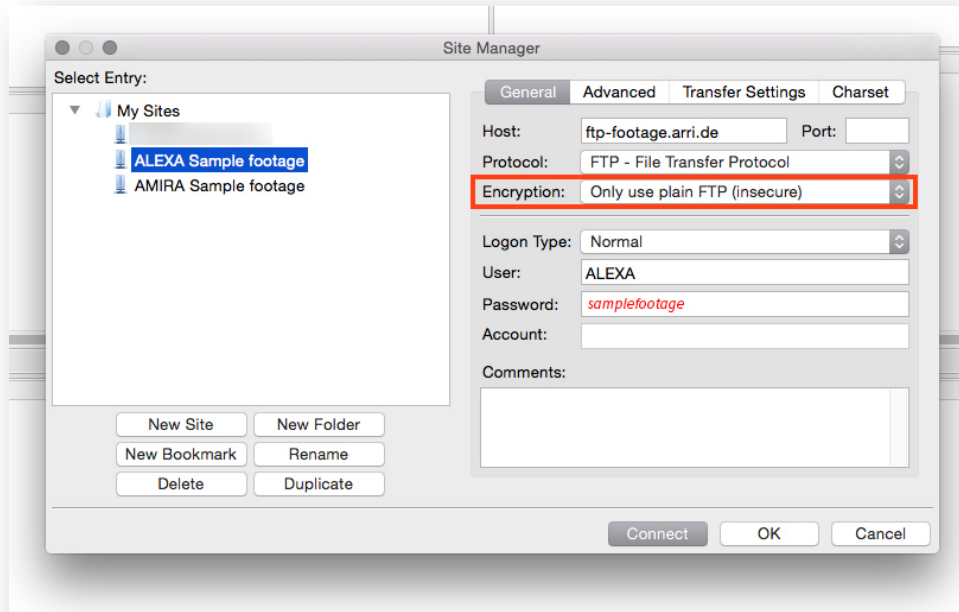 Site Manager
Select Entry:
My Sites
ALEXA Sample footage
AMIRA Sample footage
New Site
New Folder
New Bookmark
Rename
Delete
Duplicate
General
Advanced
Transfer Settings
Charset
Host:
ftp-footage.arri.de
Port:
Protocol:
FTP - File Transfer Protocol
Encryption:
Only use plain FTP (insecure)
Logon Type:
Normal
User:
ALEXA
Password:
samplefootage
Account:
Comments:
Connect
OK
Cancel